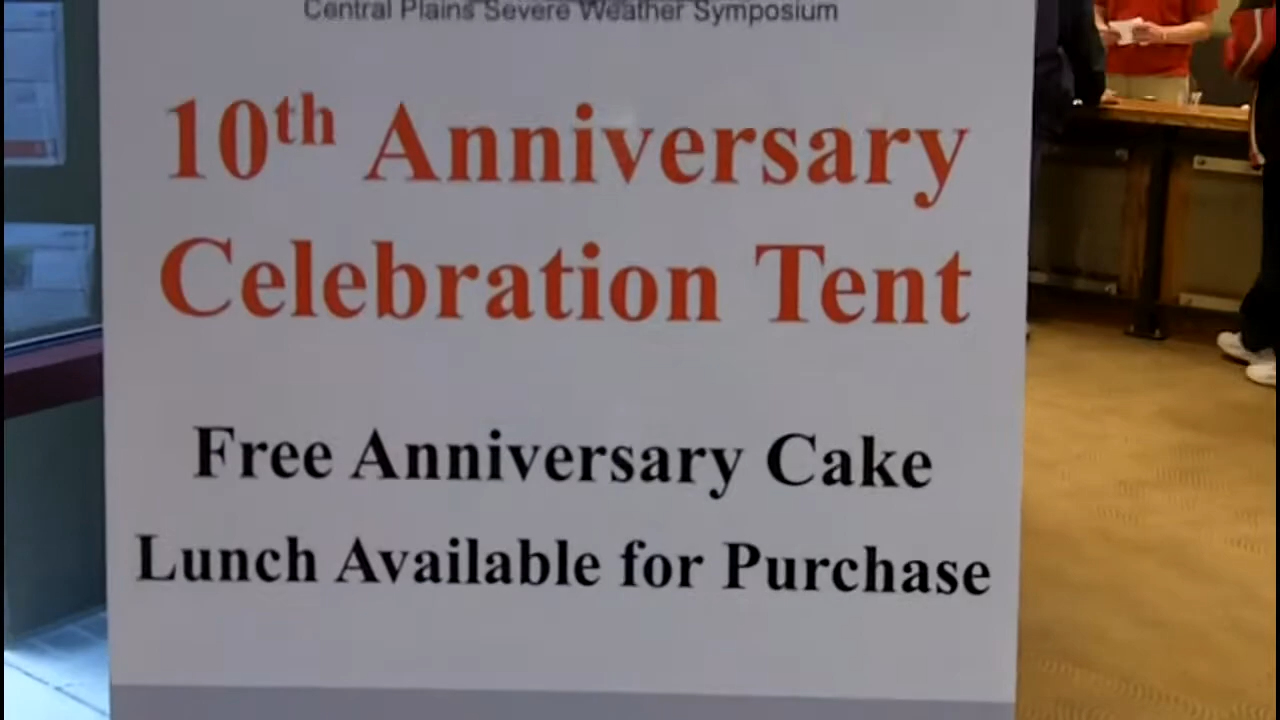 Central Plains Severe Weather Symposium
10th Anniversary
Celebration Tent
Free Anniversary Cake
Lunch Available for Purchase